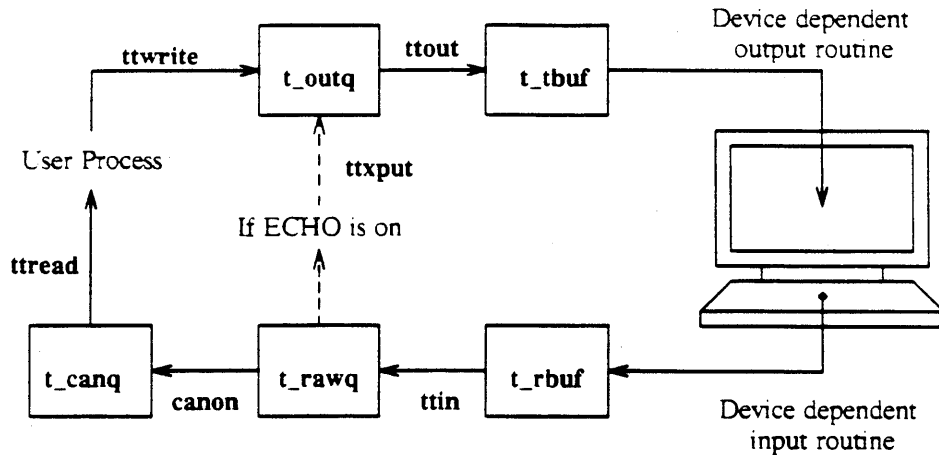 Device dependent
output routine
ttwrite
ttout
t_outq
t_tbuf
User Process
ttxput
If ECHO is on
ttread
t_canq
t_rawq
t_rbuf
canon
ttin
Device dependent
input routine